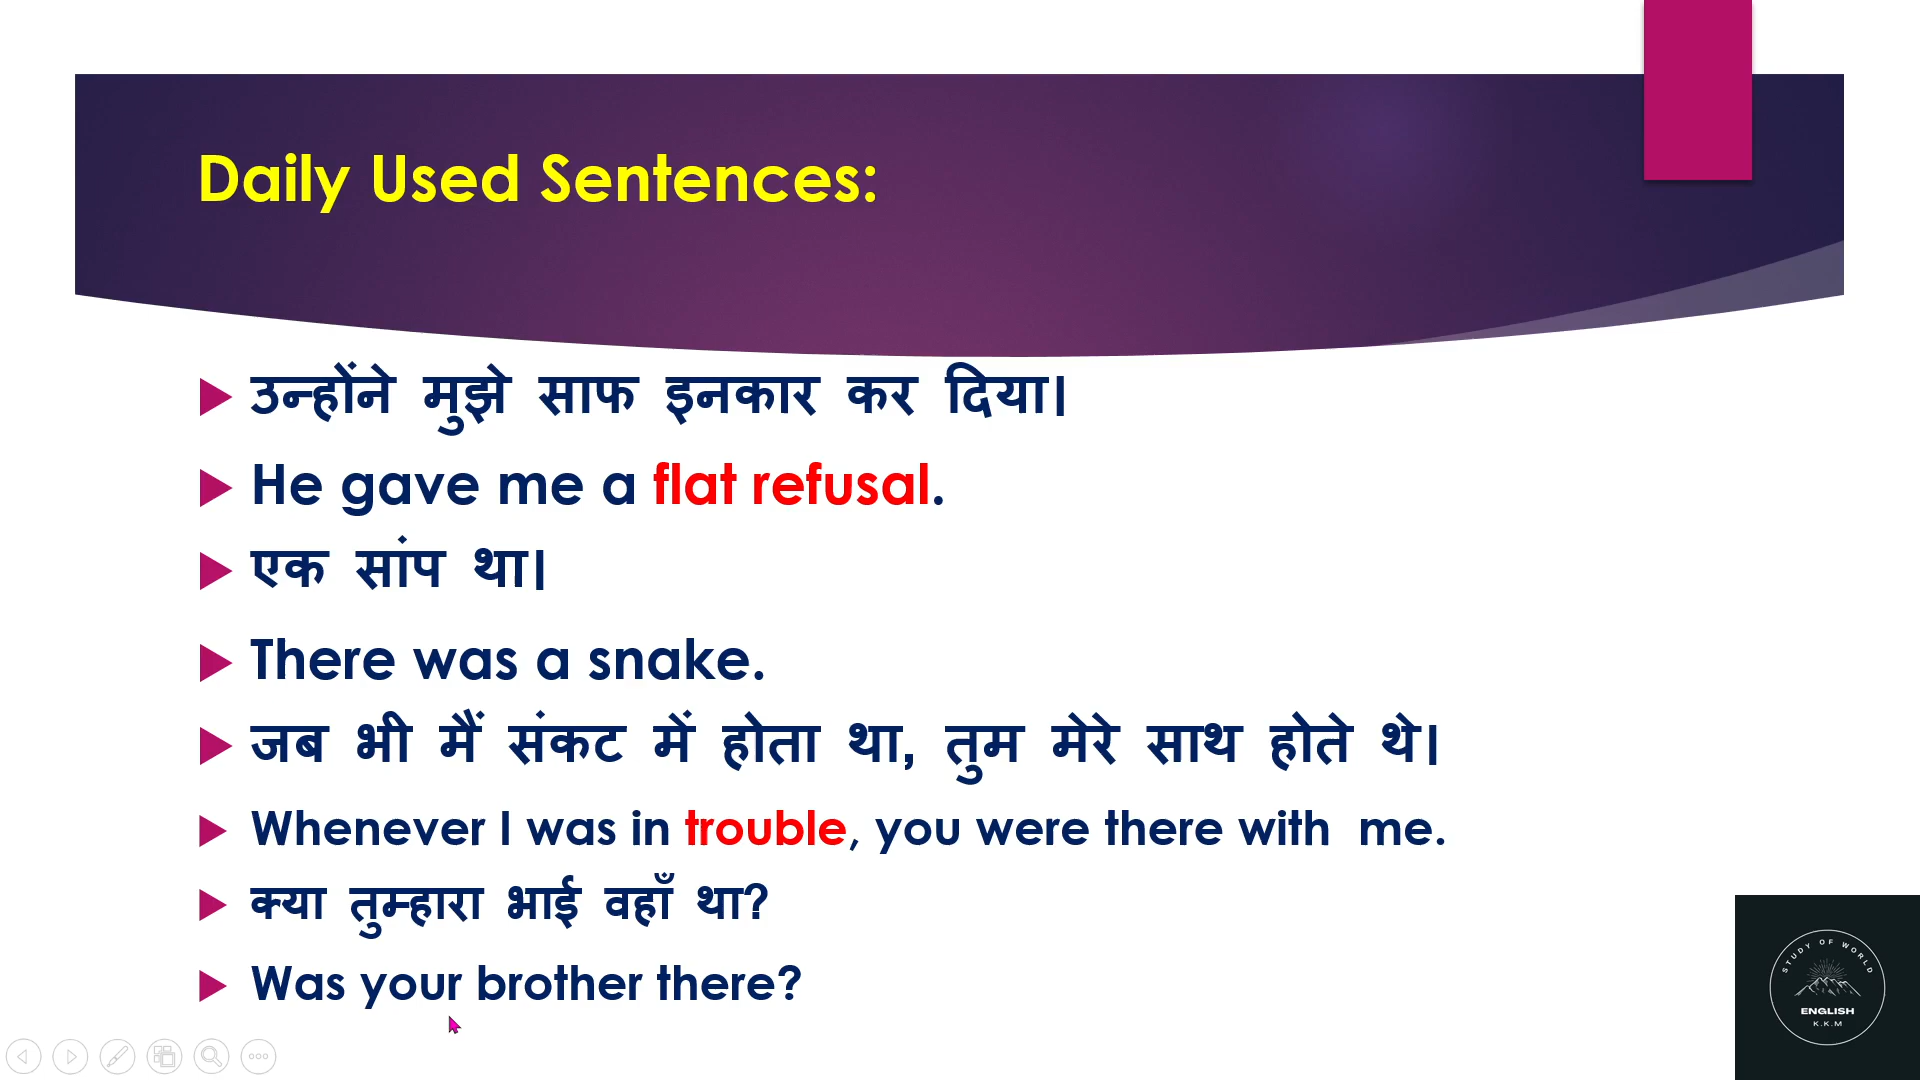 Daily Used Sentences:
उन्होंने मुझे साफ इनकार कर दिया।
He gave me a flat refusal.
एक सांप था।
There was a snake.
जब भी मैं संकट में होता था, तुम मेरे साथ होते थे।
Whenever I was in trouble, you were there with  me.
क्या तुम्हारा भाई वहाँ था?
Was your brother there?
STUDY OF WORLD
ENGLISH
K.K.M